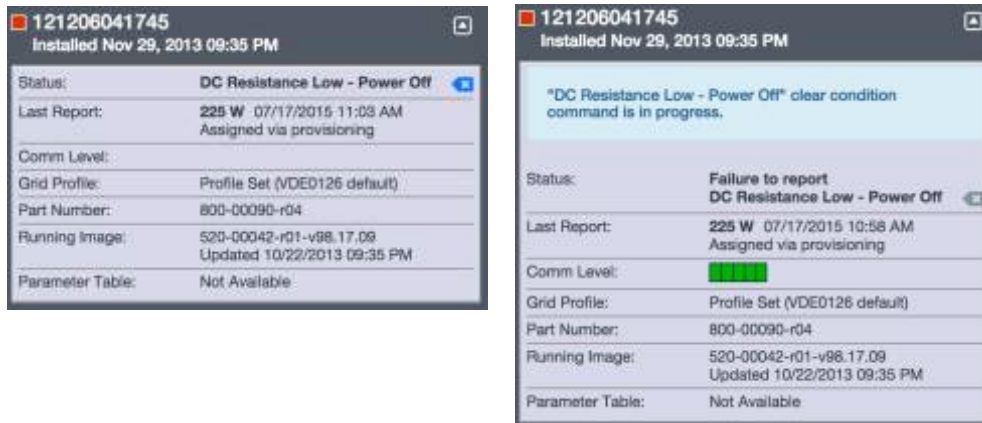 121206041745
Installed Nov 29, 2013 09:35 PM
Status: DC Resistance Low - Power Off
Last Report: 225 W 07/17/2015 11:03 AM
Assigned via provisioning
Comm Level:
Grid Profile: Profile Set (VDE0126 default)
Part Number: 800-00090-r04
Running Image: 520-00042-r01-v98.17.09
Updated 10/22/2013 09:35 PM
Parameter Table: Not Available
121206041745
Installed Nov 29, 2013 09:35 PM
"DC Resistance Low - Power Off" clear condition
command is in progress.
Status: Failure to report
DC Resistance Low - Power Off
Last Report: 225 W 07/17/2015 10:58 AM
Assigned via provisioning
Comm Level:
Grid Profile: Profile Set (VDE0126 default)
Part Number: 800-00090-r04
Running Image: 520-00042-r01-v98.17.09
Updated 10/22/2013 09:35 PM
Parameter Table: Not Available